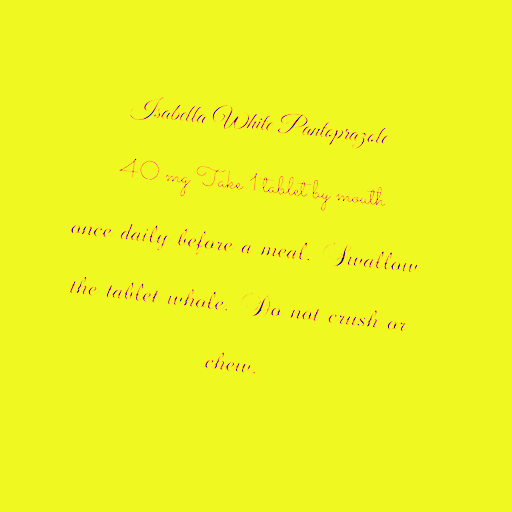 Isabella White Pantoprazole
40 mg Take 1 tablet by mouth
once daily before a meal. Swallow
the tablet whole. Do not crush or
chew.